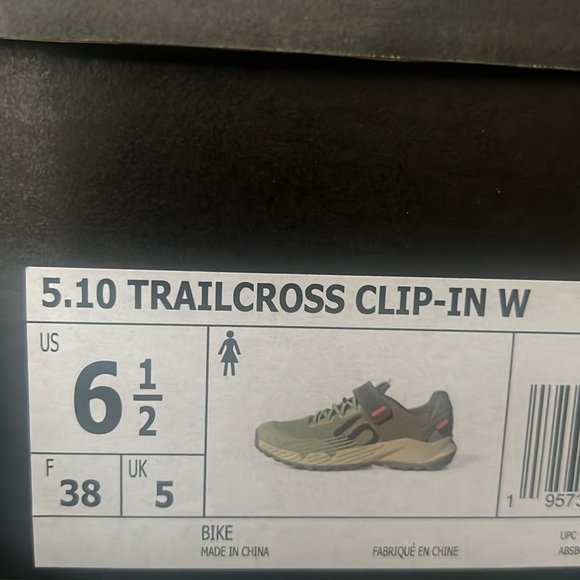 5.10 TRAILCROSS CLIP-IN W
US
6 1/2
F
38
UK
5
1 9573
BIKE
MADE IN CHINA
FABRIQUÉ EN CHINE
UPC